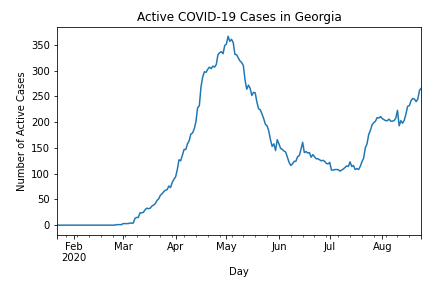 Active COVID-19 Cases in Georgia
Number of Active Cases
350
300
250
200
150
100
50
0
Feb Mar Apr May Jun Jul Aug
2020
Day